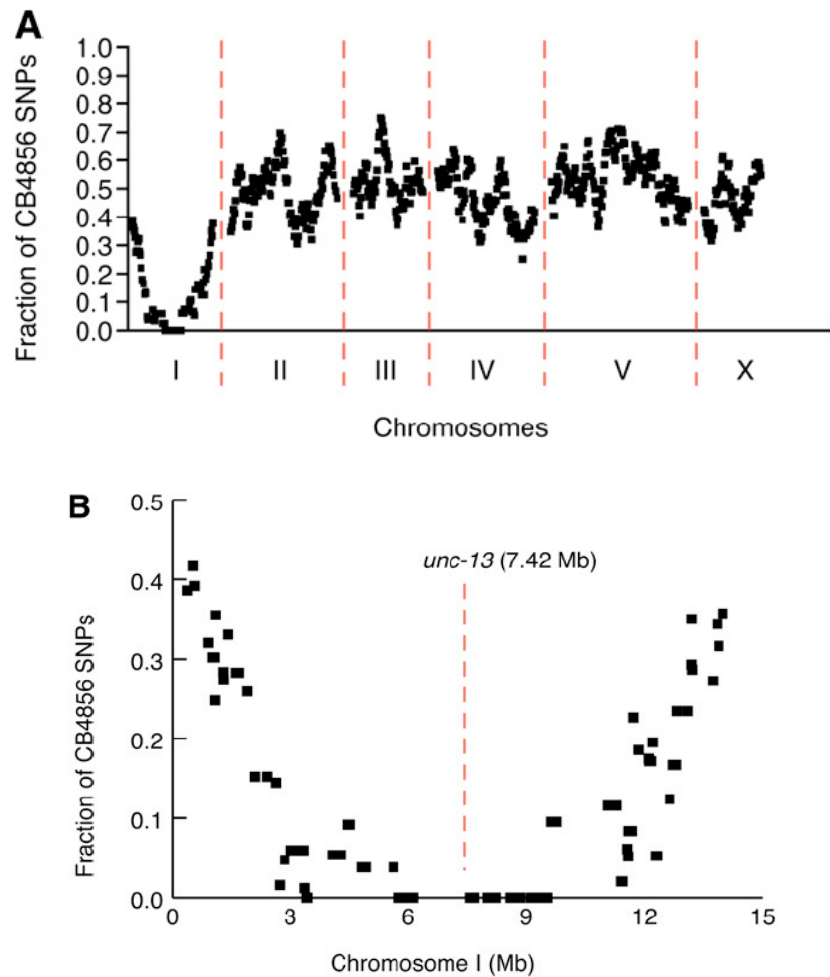 A
Fraction of CB4856 SNPs
1.0
0.9
0.8
0.7
0.6
0.5
0.4
0.3
0.2
0.1
0.0
I II III IV V X
Chromosomes
B
Fraction of CB4856 SNPs
0.5
0.4
0.3
0.2
0.1
0.0
unc-13 (7.42 Mb)
0 3 6 9 12 15
Chromosome I (Mb)